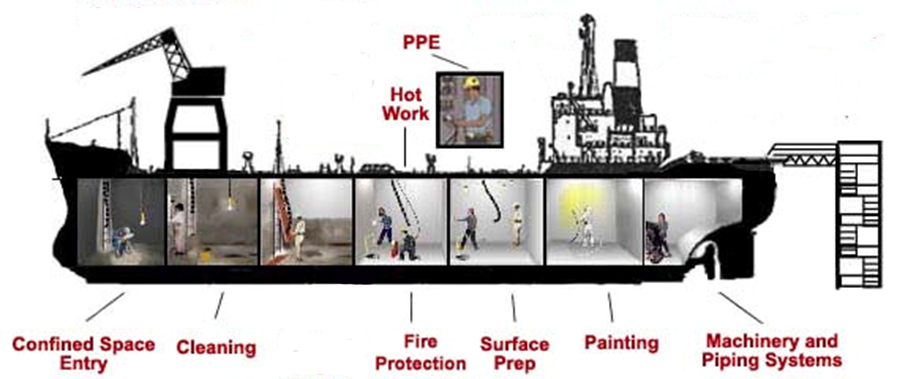 PPE
Hot
Work
Confined Space
Entry
Cleaning
Fire
Protection
Surface
Prep
Painting
Machinery and
Piping Systems